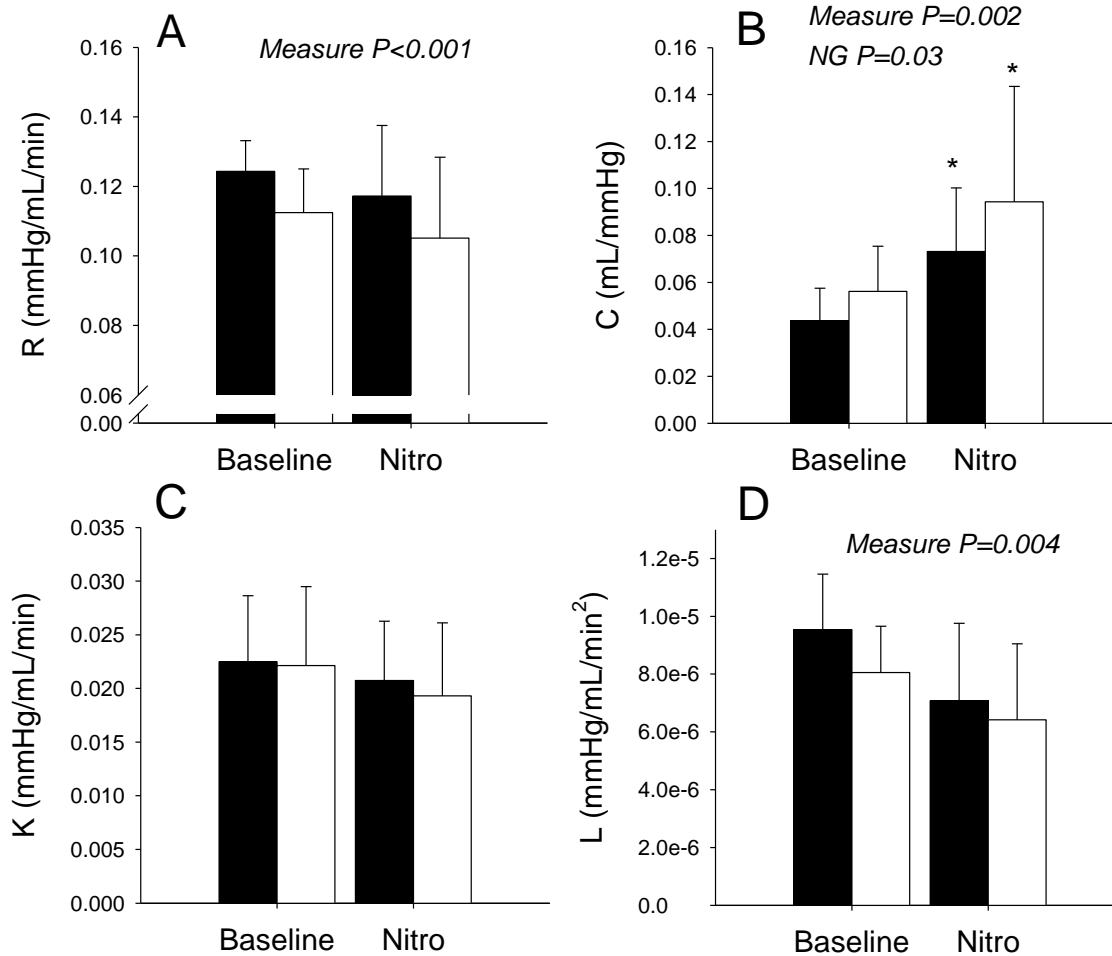 A
Measure P<0.001
R (mmHg/mL/min)
0.16
0.14
0.12
0.10
0.08
0.06
0.00
Baseline Nitro
B
Measure P=0.002
NG P=0.03
C (mL/mmHg)
0.16
0.14
0.12
0.10
0.08
0.06
0.04
0.02
0.00
*
*
Baseline Nitro
C
K (mmHg/mL/min)
0.035
0.030
0.025
0.020
0.015
0.010
0.005
0.000
Baseline Nitro
D
Measure P=0.004
L (mmHg/mL/min²)
1.2e-5
1.0e-5
8.0e-6
6.0e-6
4.0e-6
2.0e-6
0.0
Baseline Nitro